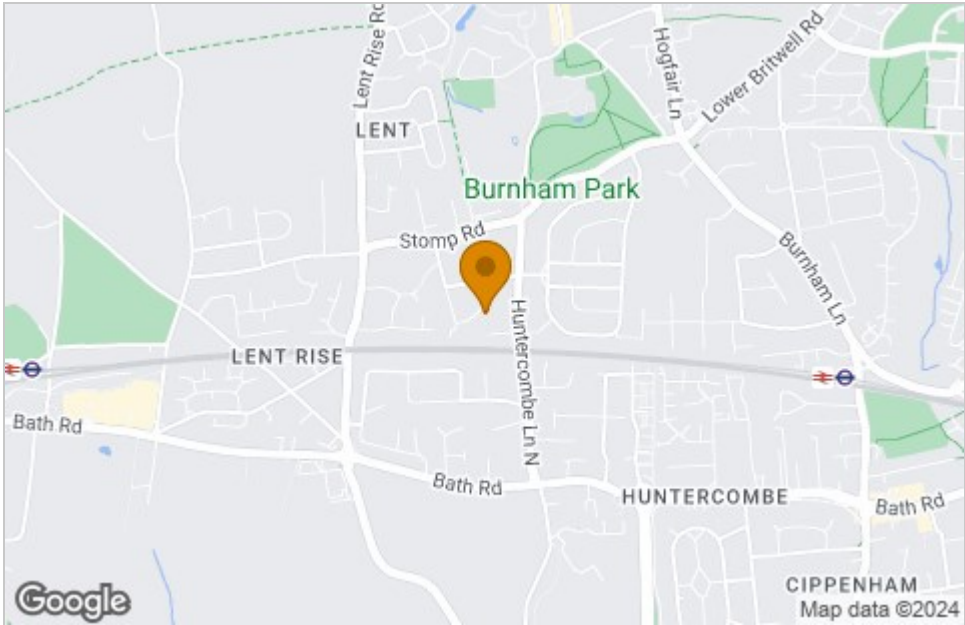 Lent Rise Rd
Hogfair Ln
Lower Britwell Rd
LENT
Burnham Park
Stomp Rd
Burnham Ln
Huntercombe Ln N
LENT RISE
Bath Rd
Bath Rd
HUNTERCOMBE
Bath Rd
CIPPENHAM
Google
Map data ©2024